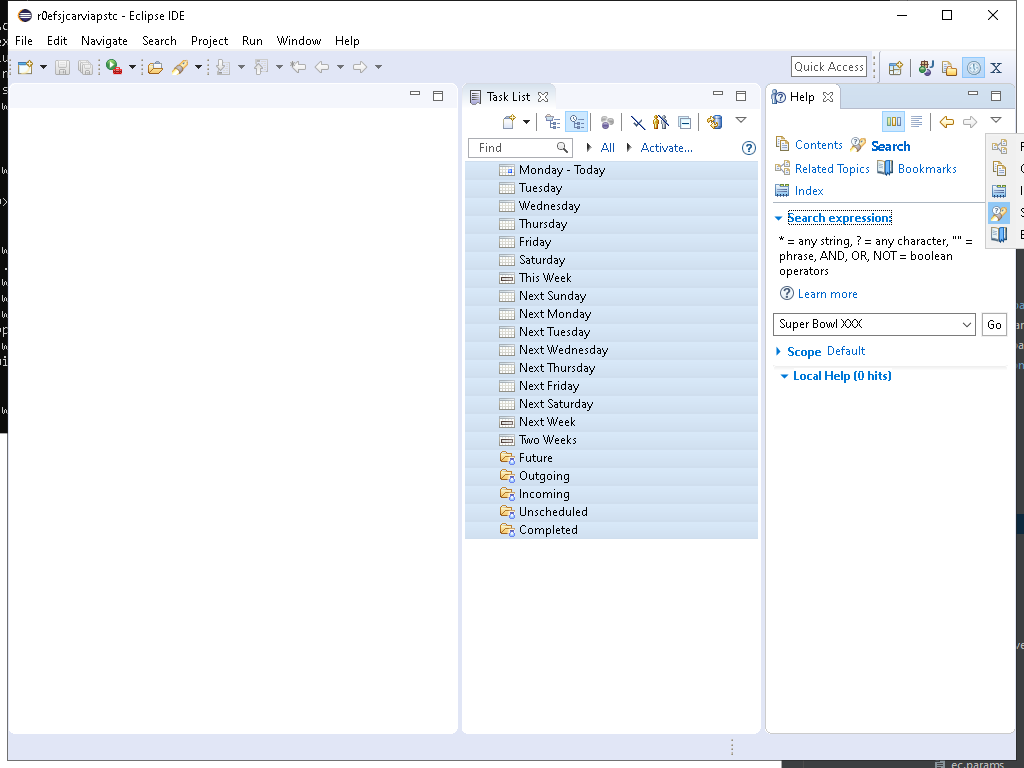 r0efsjcarviapstc - Eclipse IDE
File Edit Navigate Search Project Run Window Help
Quick Access
Task List
Help
Find
All
Activate...
Contents
Search
Related Topics
Bookmarks
Index
Monday - Today
Tuesday
Wednesday
Thursday
Friday
Saturday
This Week
Next Sunday
Next Monday
Next Tuesday
Next Wednesday
Next Thursday
Next Friday
Next Saturday
Next Week
Two Weeks
Future
Outgoing
Incoming
Unscheduled
Completed
Search expression:
* = any string, ? = any character, "" =
phrase, AND, OR, NOT = boolean
operators
Learn more
Super Bowl XXX
Go
Scope Default
Local Help (0 hits)
ec.params